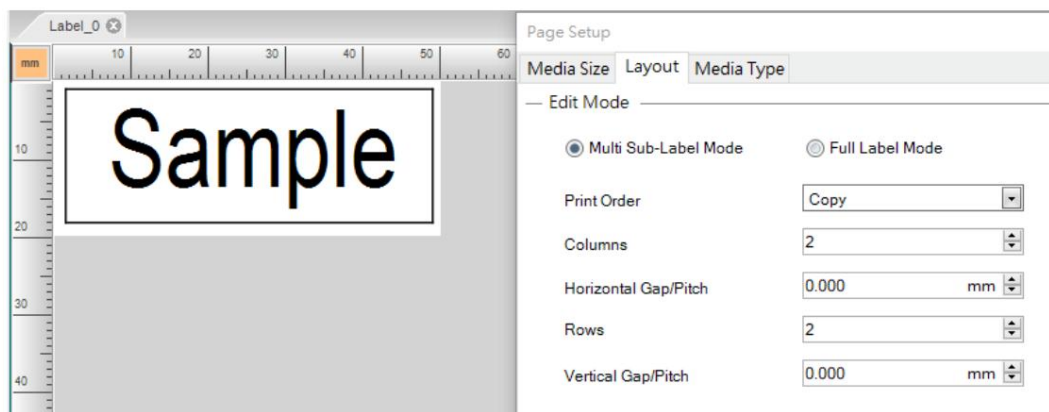 Label_0
mm
10 20 30 40 50 60
10
20
30
40
Sample
Page Setup
Media Size Layout Media Type
Edit Mode
Multi Sub-Label Mode Full Label Mode
Print Order Copy
Columns 2
Horizontal Gap/Pitch 0.000 mm
Rows 2
Vertical Gap/Pitch 0.000 mm